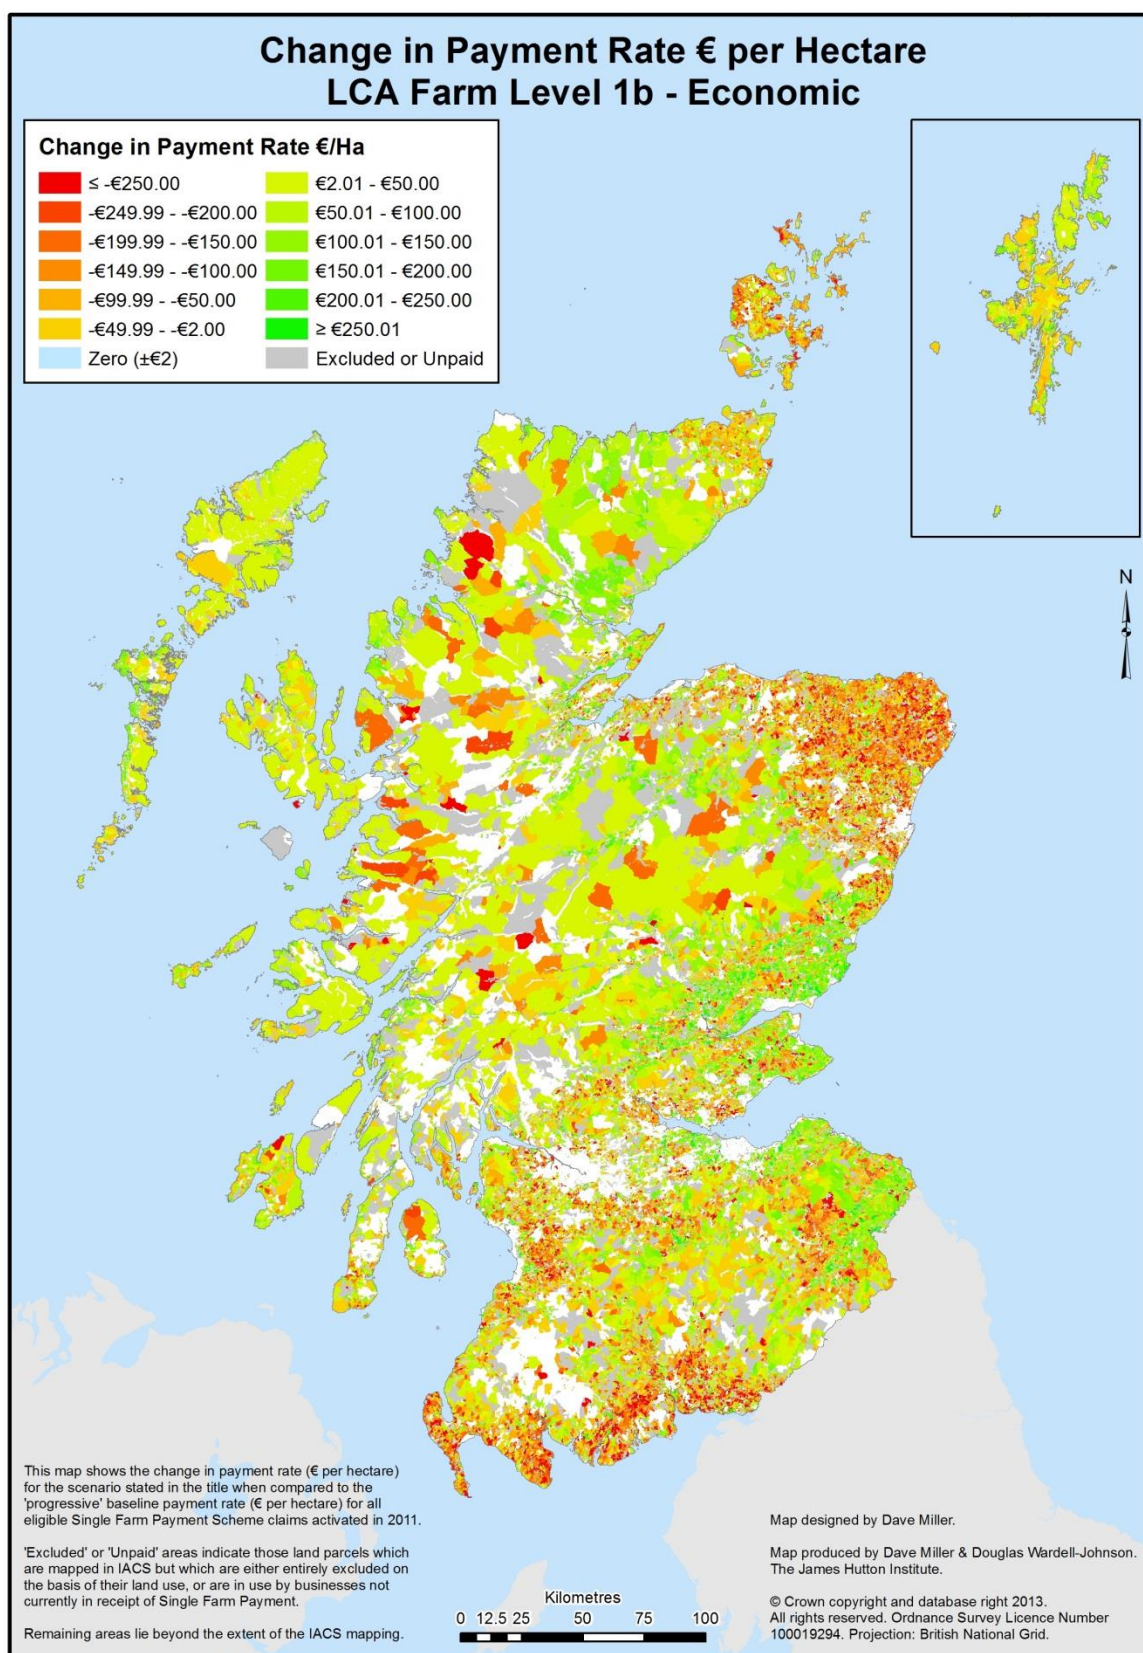 Change in Payment Rate € per Hectare
LCA Farm Level 1b - Economic
Change in Payment Rate €/Ha
≤ -€250.00
-€249.99 - -€200.00
-€199.99 - -€150.00
-€149.99 - -€100.00
-€99.99 - -€50.00
-€49.99 - -€2.00
Zero (±€2)
€2.01 - €50.00
€50.01 - €100.00
€100.01 - €150.00
€150.01 - €200.00
€200.01 - €250.00
≥ €250.01
Excluded or Unpaid
N
This map shows the change in payment rate (€ per hectare)
for the scenario stated in the title when compared to the
'progressive' baseline payment rate (€ per hectare) for all
eligible Single Farm Payment Scheme claims activated in 2011.
'Excluded' or 'Unpaid' areas indicate those land parcels which
are mapped in IACS but which are either entirely excluded on
the basis of their land use, or are in use by businesses not
currently in receipt of Single Farm Payment.
Remaining areas lie beyond the extent of the IACS mapping.
Kilometres
0 12.5 25 50 75 100
Map designed by Dave Miller.
Map produced by Dave Miller & Douglas Wardell-Johnson.
The James Hutton Institute.
© Crown copyright and database right 2013.
All rights reserved. Ordnance Survey Licence Number
100019294. Projection: British National Grid.